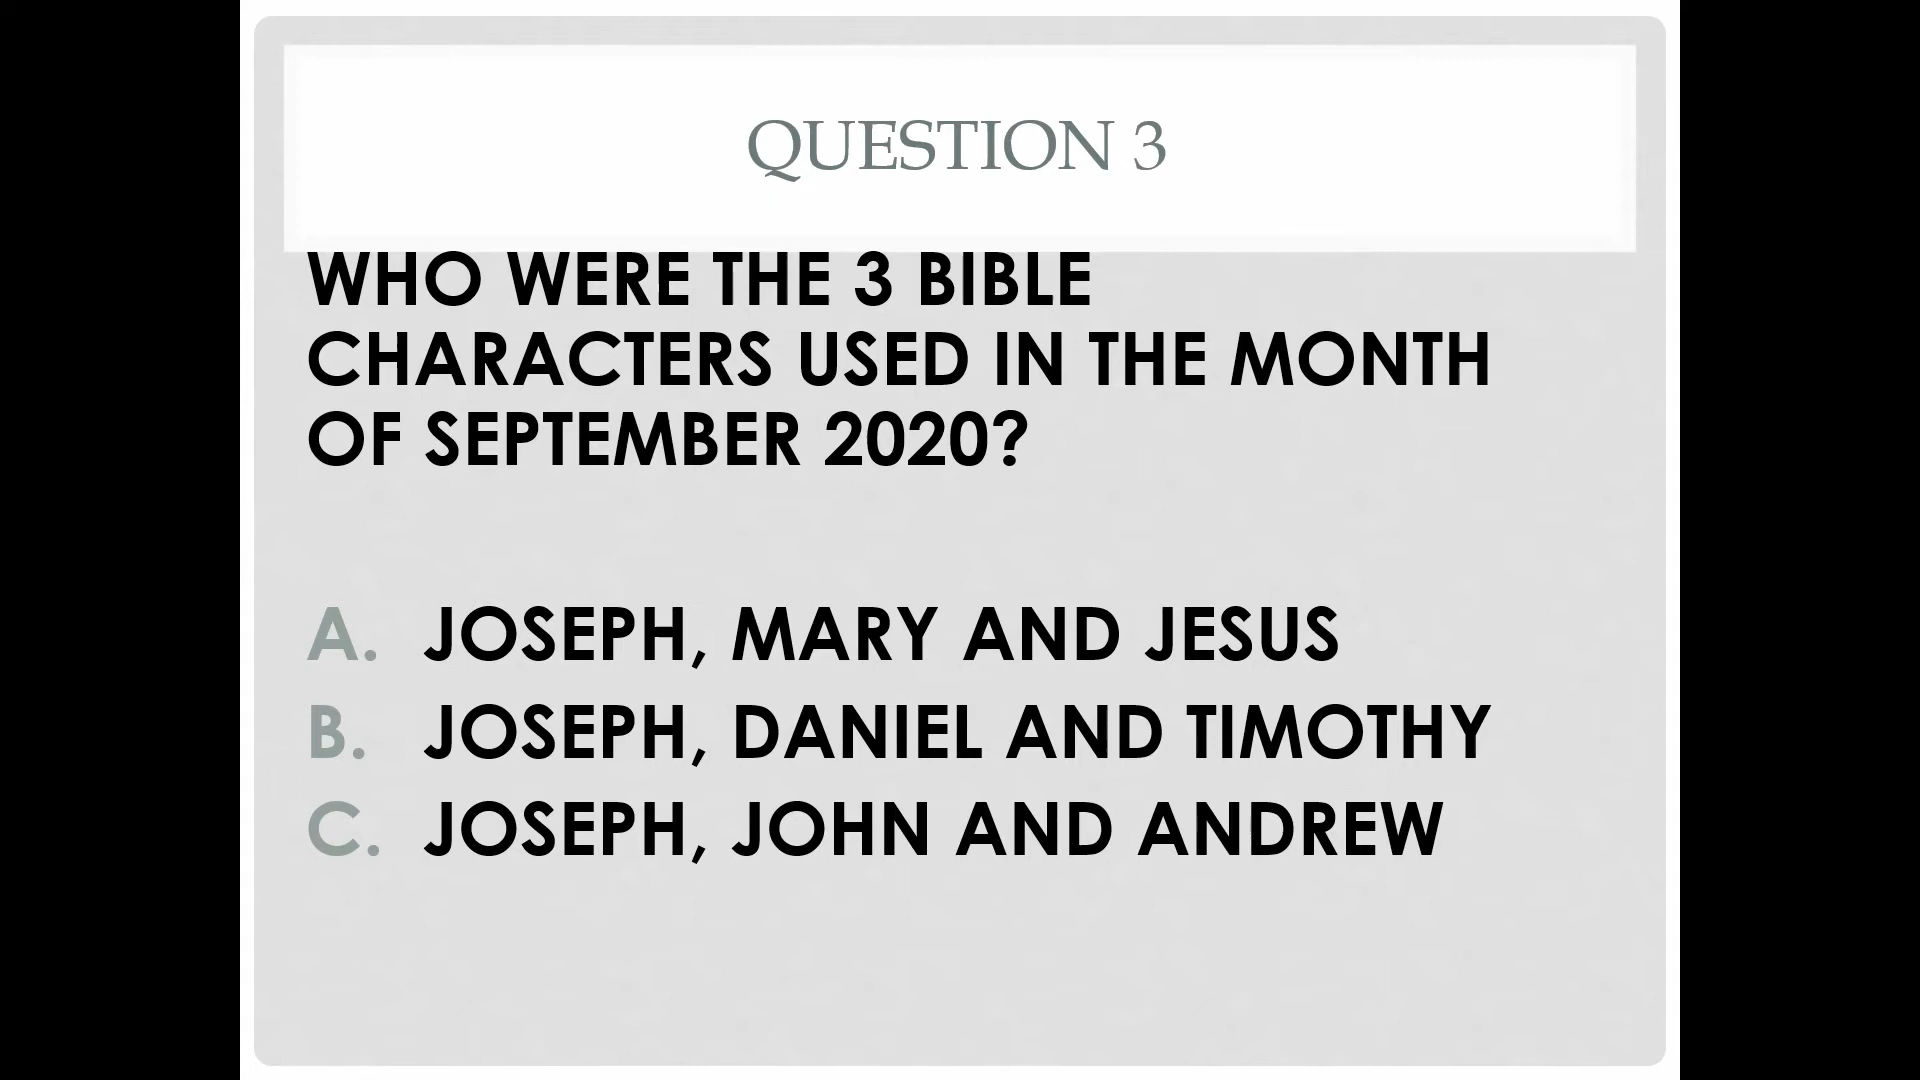 QUESTION 3
WHO WERE THE 3 BIBLE
CHARACTERS USED IN THE MONTH
OF SEPTEMBER 2020?
A. JOSEPH, MARY AND JESUS
B. JOSEPH, DANIEL AND TIMOTHY
C. JOSEPH, JOHN AND ANDREW